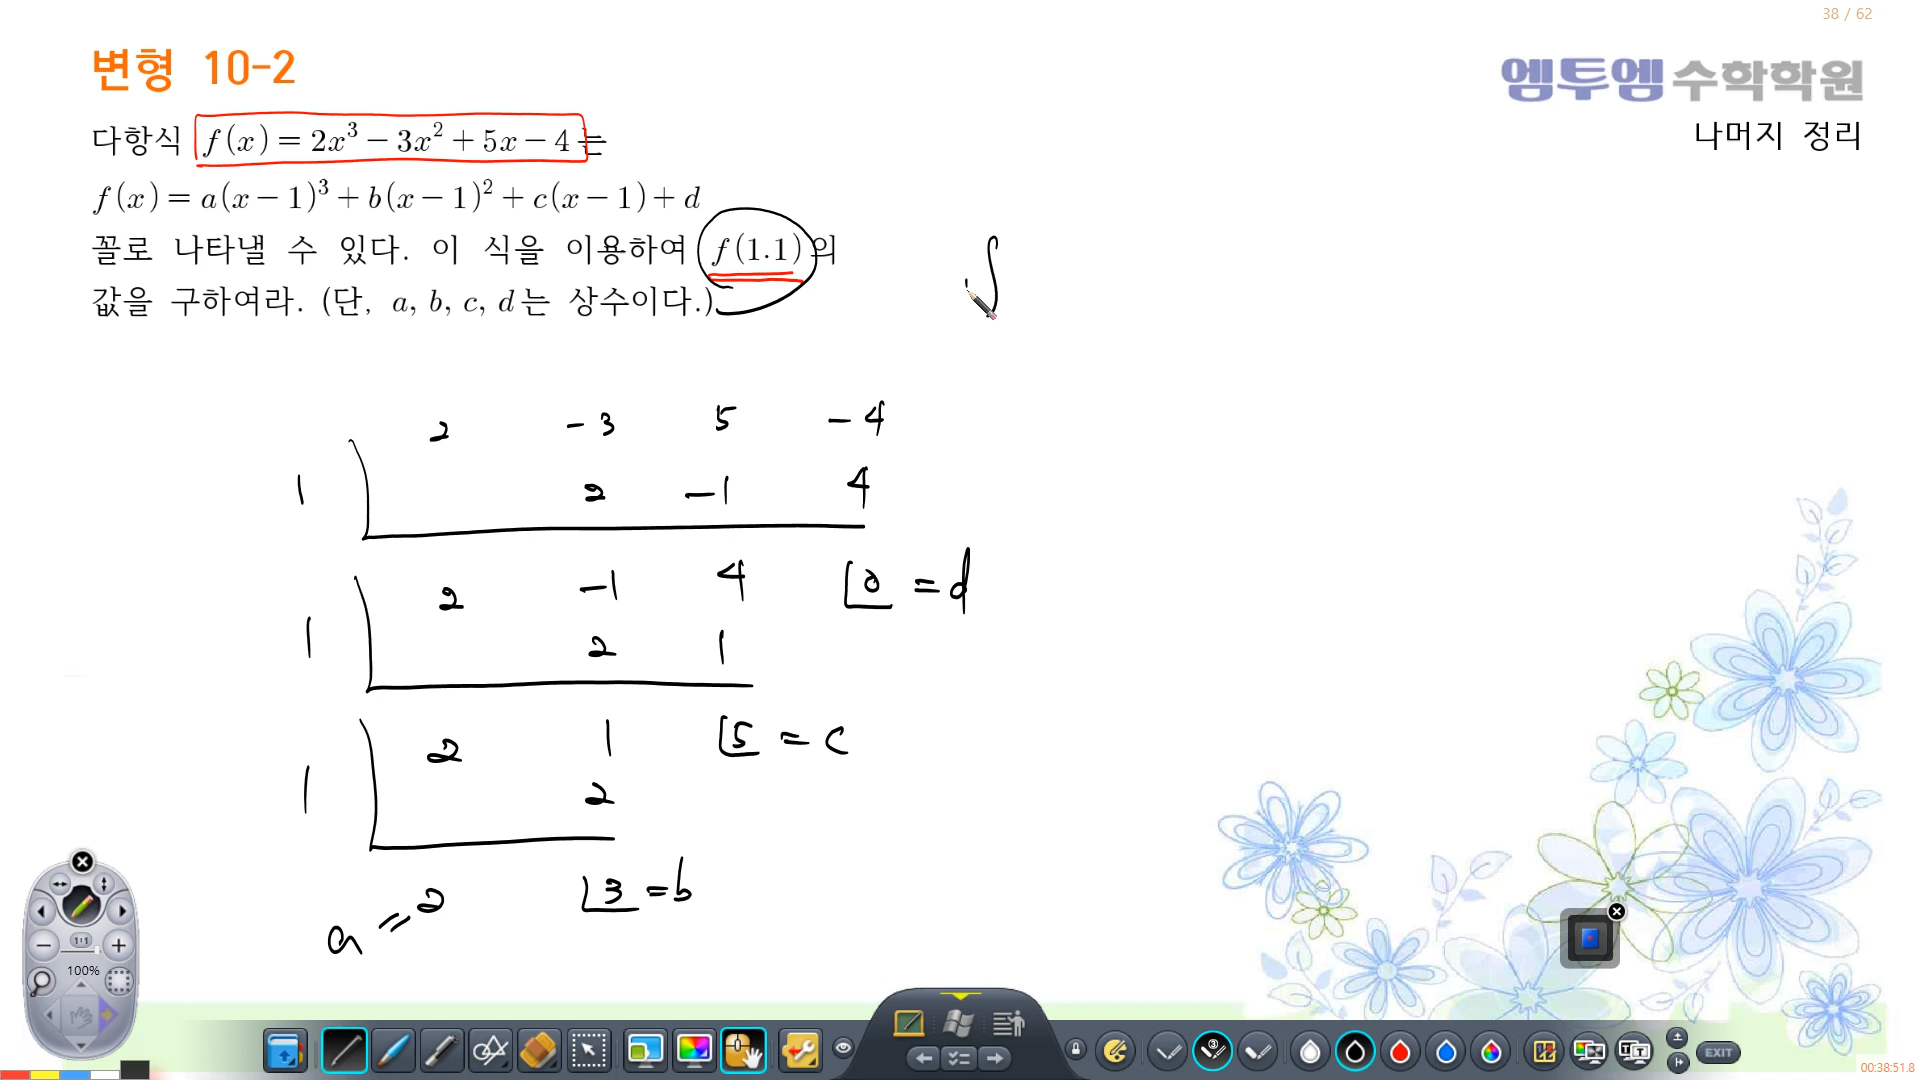 38 / 62
변형 10-2
엠투엠수학학원
나머지 정리
다항식 f(x) = 2x³ − 3x² + 5x − 4 는
f(x) = a(x − 1)³ + b(x − 1)² + c(x − 1) + d
꼴로 나타낼 수 있다. 이 식을 이용하여 f(1.1)의
값을 구하여라. (단, a, b, c, d는 상수이다.)
2 -3 5 -4
1 2 -1 4
2 -1 4 0 = d
1 2 1
2 1 5 = c
1 2
a = 2 3 = b
1:1
100%
EXIT
00:38:51.8